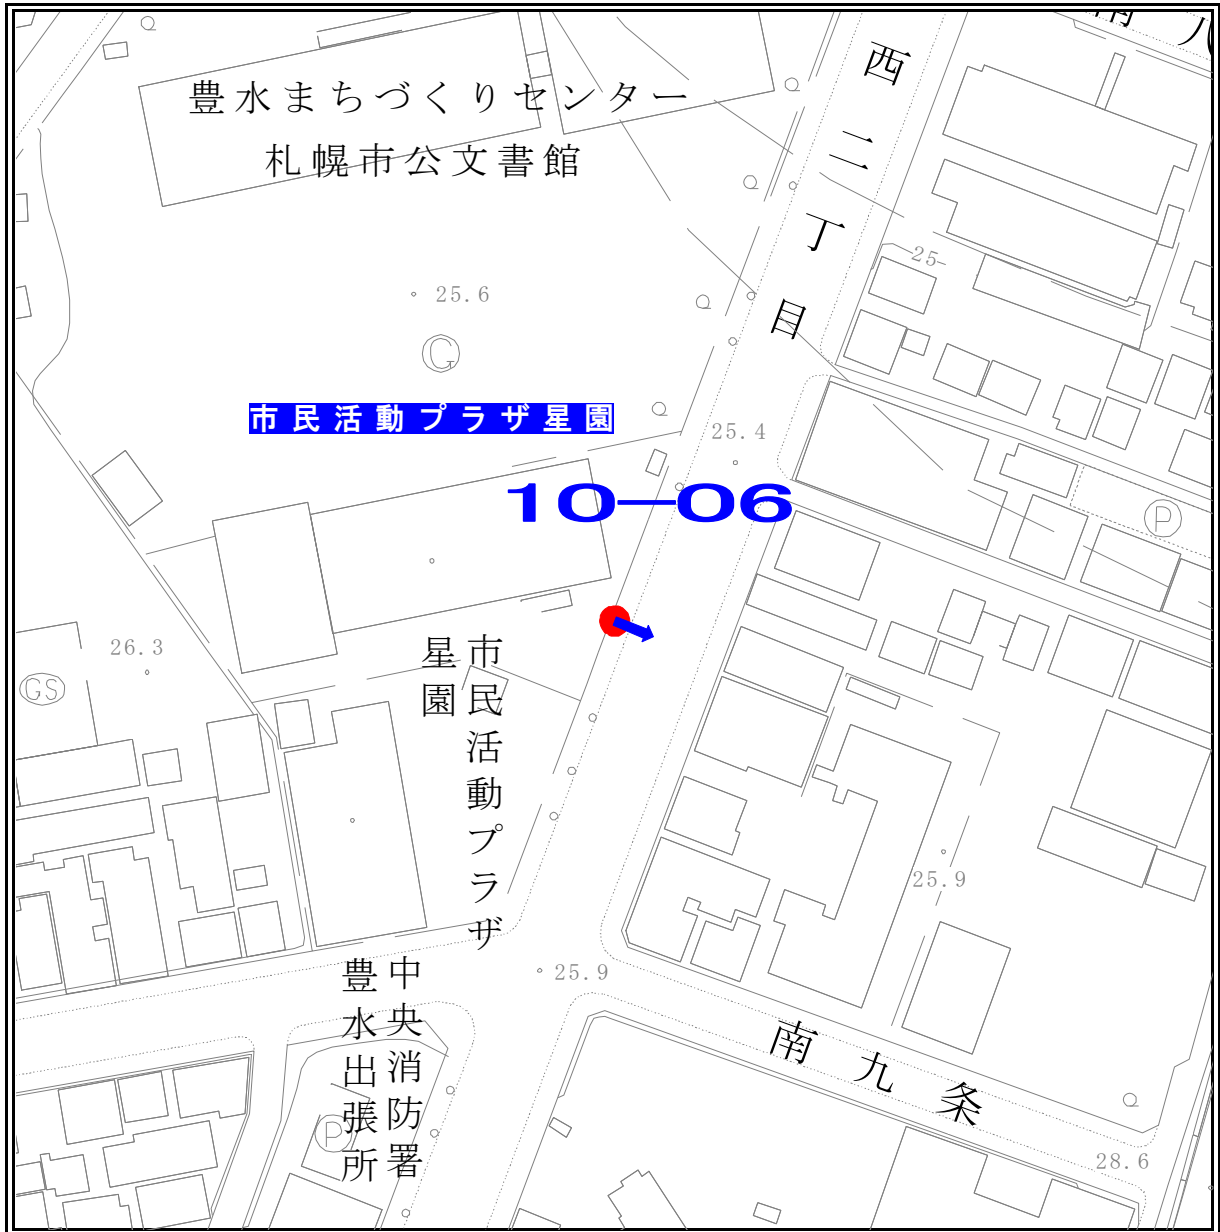 南八
西二丁目
豊水まちづくりセンター
札幌市公文書館
25
25.6
G
市民活動プラザ星園
25.4
10-06
P
26.3
GS
市民活動プラザ
星園
25.9
25.9
中央消防署
豊水出張所
南九条
P
28.6